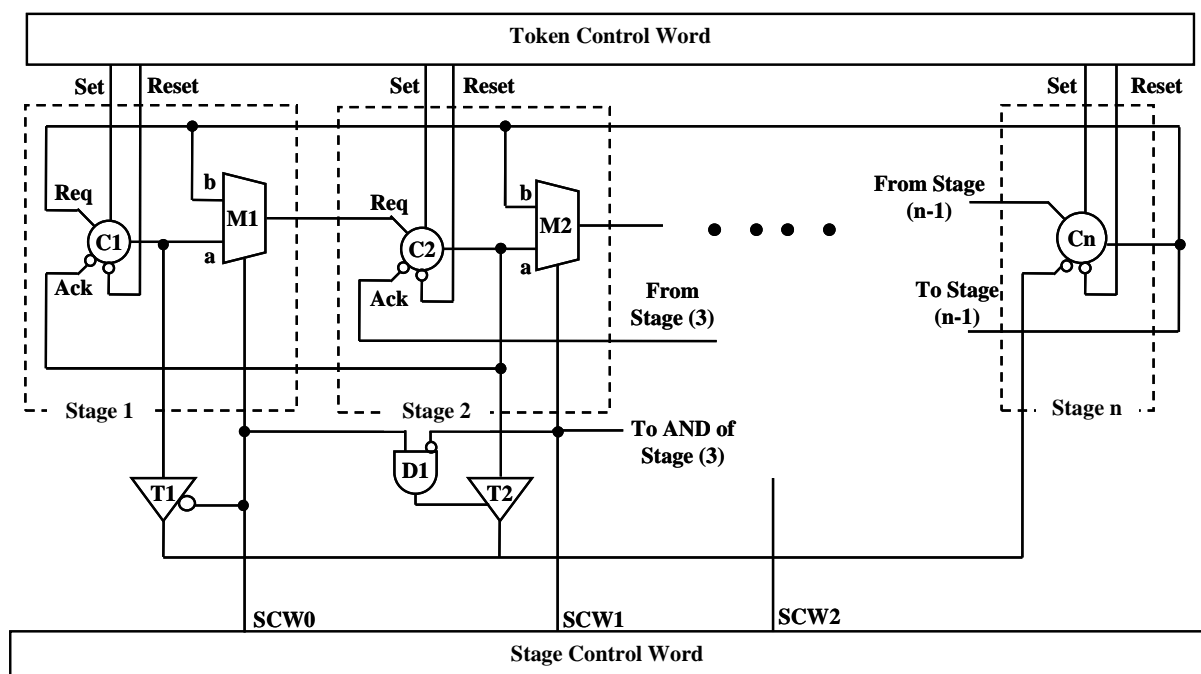 Token Control Word
Set
Reset
Set
Reset
Set
Reset
Req
b
M1
a
C1
Ack
Req
b
M2
a
C2
Ack
From
Stage (3)
From Stage
(n-1)
Cn
To Stage
(n-1)
Stage 1
Stage 2
Stage n
To AND of
Stage (3)
D1
T1
T2
SCW0
SCW1
SCW2
Stage Control Word